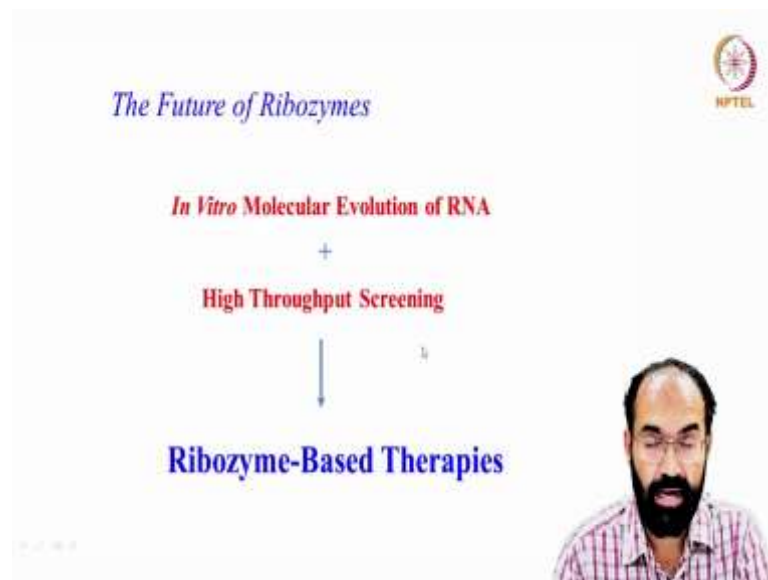 The Future of Ribozymes
NPTEL
In Vitro Molecular Evolution of RNA
+
High Throughput Screening
Ribozyme-Based Therapies